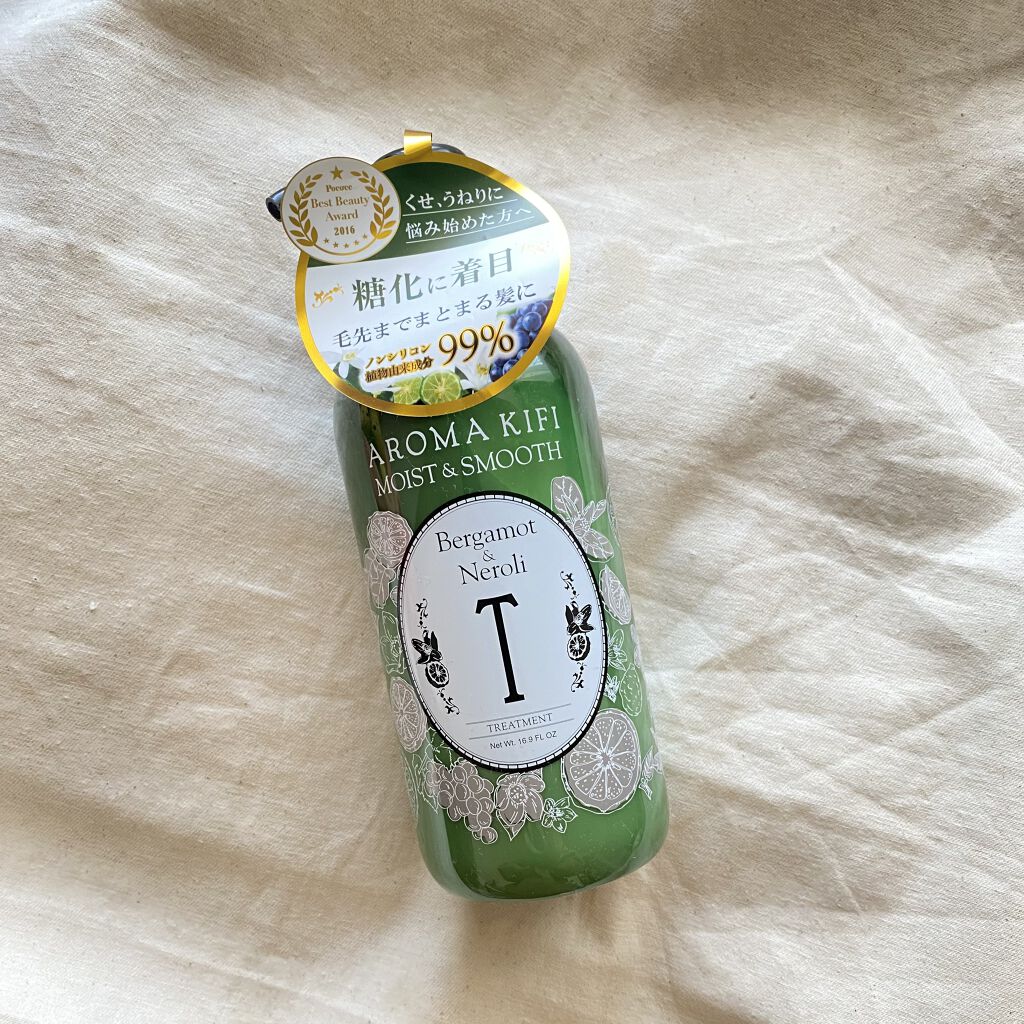 Pococe
Best Beauty
Award
2016
くせ、うねりに
悩み始めた方へ
糖化に着目
毛先までまとまる髪に
ノンシリコン
植物由来成分
99%
AROMA KIFI
MOIST & SMOOTH
Bergamot
&
Neroli
T
TREATMENT
Net Wt. 16.9 FL OZ